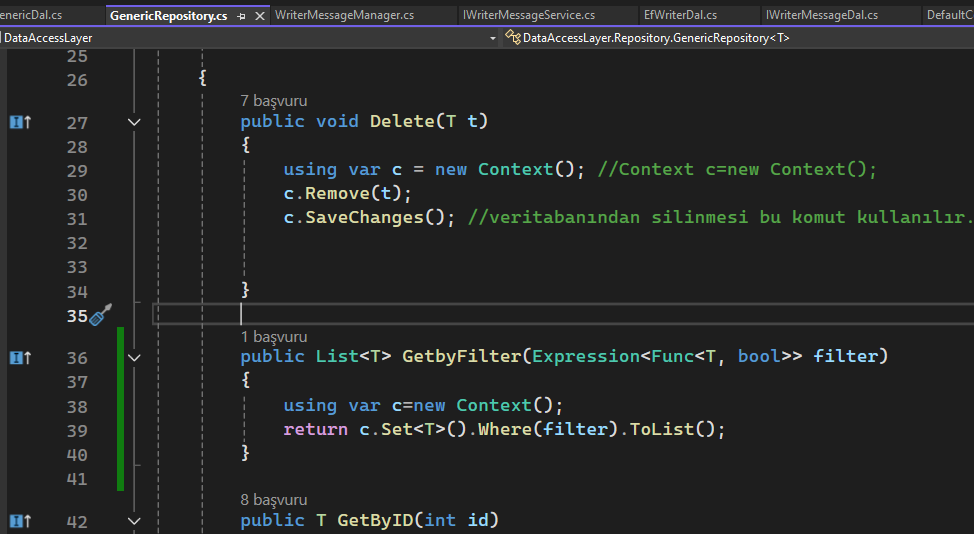 enericDal.cs GenericRepository.cs WriterMessageManager.cs IWriterMessageService.cs EfWriterDal.cs IWriterMessageDal.cs DefaultC
DataAccessLayer DataAccessLayer.Repository.GenericRepository<T>
25
26 {
7 başvuru
27 public void Delete(T t)
28 {
29 using var c = new Context(); //Context c=new Context();
30 c.Remove(t);
31 c.SaveChanges(); //veritabanından silinmesi bu komut kullanılır.
32
33
34 }
35
1 başvuru
36 public List<T> GetbyFilter(Expression<Func<T, bool>> filter)
37 {
38 using var c=new Context();
39 return c.Set<T>().Where(filter).ToList();
40 }
41
8 başvuru
42 public T GetByID(int id)